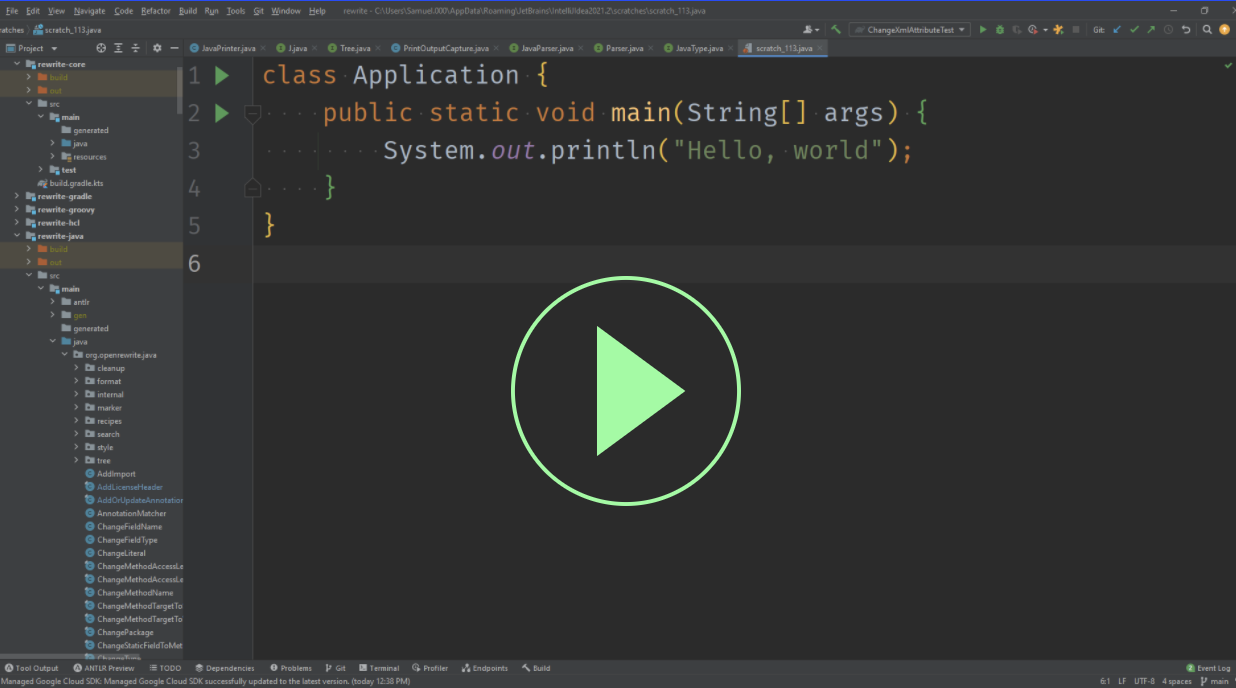 File Edit View Navigate Code Refactor Build Run Tools Git Window Help rewrite - C:\Users\Samuel.000\AppData\Roaming\JetBrains\IntelliJIdea2021.2\scratches\scratch_113.java
ratches scratch_113.java ChangeXmlAttributeTest Git:
Project JavaPrinter.java J.java Tree.java PrintOutputCapture.java JavaParser.java Parser.java JavaType.java scratch_113.java
rewrite-core
build
out
src
main
generated
java
resources
test
build.gradle.kts
rewrite-gradle
rewrite-groovy
rewrite-hcl
rewrite-java
build
out
src
main
antlr
gen
generated
java
org.openrewrite.java
cleanup
format
internal
marker
recipes
search
style
tree
AddImport
AddLicenseHeader
AddOrUpdateAnnotation
AnnotationMatcher
ChangeFieldName
ChangeFieldType
ChangeLiteral
ChangeMethodAccessLe
ChangeMethodAccessLe
ChangeMethodName
ChangeMethodTargetTo
ChangeMethodTargetTo
ChangePackage
ChangeStaticFieldToMet
ChangeType
1 class Application {
2 public static void main(String[] args) {
3 System.out.println("Hello, world");
4 }
5 }
6
Tool Output ANTLR Preview TODO Dependencies Problems Git Terminal Profiler Endpoints Build Event Log
Managed Google Cloud SDK: Managed Google Cloud SDK successfully updated to the latest version. (today 12:38 PM) 6:1 LF UTF-8 4 spaces main